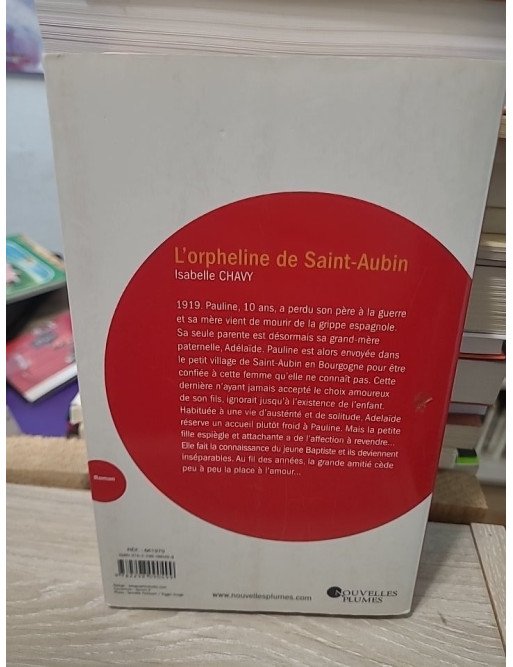 L'orpheline de Saint-Aubin
Isabelle CHAVY
1919. Pauline, 10 ans, a perdu son père à la guerre
et sa mère vient de mourir de la grippe espagnole.
Sa seule parente est désormais sa grand-mère
paternelle, Adélaïde. Pauline est alors envoyée dans
le petit village de Saint-Aubin en Bourgogne pour être
confiée à cette femme qu'elle ne connaît pas. Cette
dernière n'ayant jamais accepté le choix amoureux
de son fils, ignorait jusqu'à l'existence de l'enfant.
Habituée à une vie d'austérité et de solitude, Adelaïde
réserve un accueil plutôt froid à Pauline. Mais la petite
fille espiègle et attachante a de l'affection à revendre...
Elle fait la connaissance du jeune Baptiste et ils deviennent
inséparables. Au fil des années, la grande amitié cède
peu à peu la place à l'amour...
Roman
www.nouvellesplumes.com
NOUVELLES
PLUMES